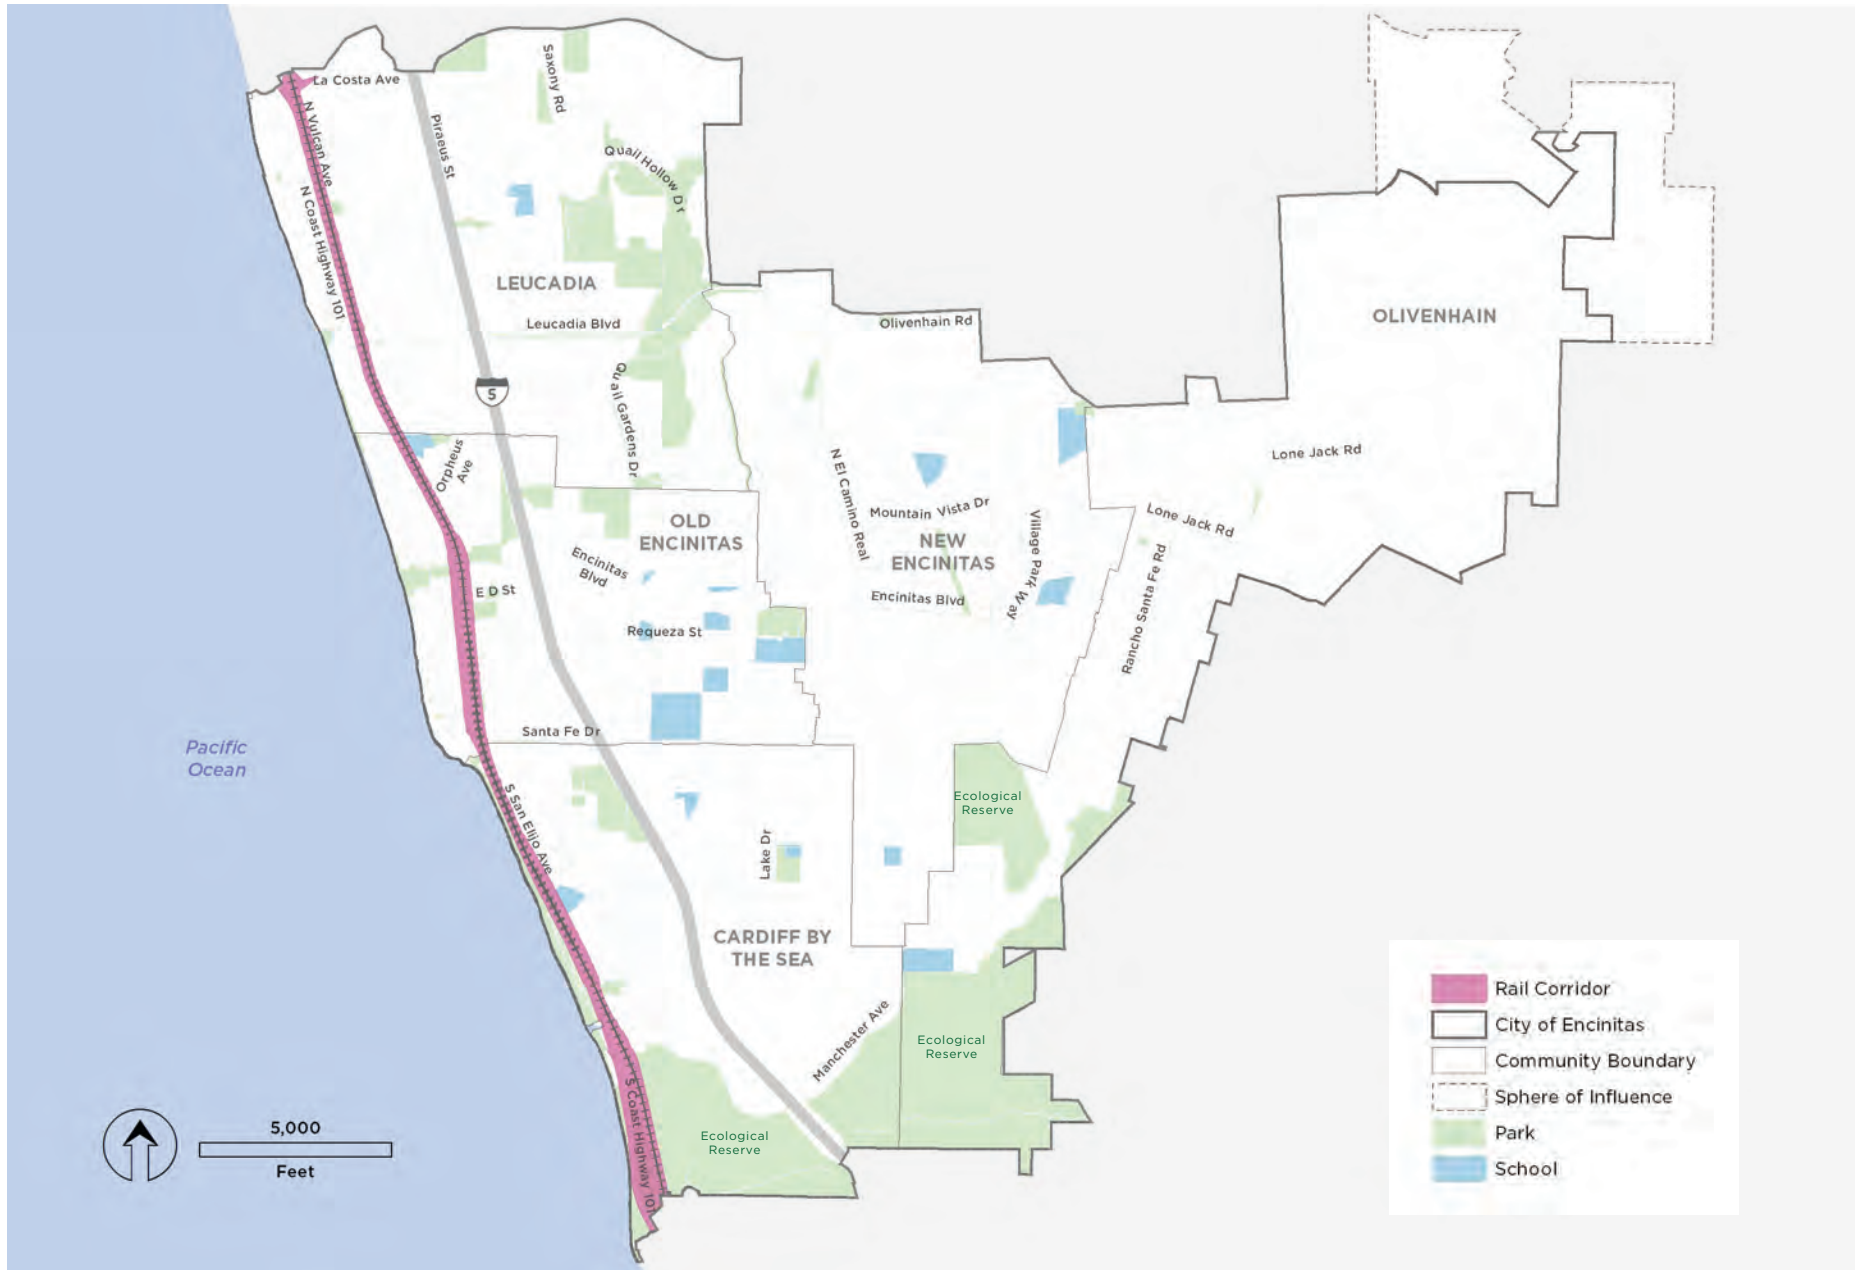 La Costa Ave
Saxony Rd
N Vulcan Ave
Piraeus St
Quail Hollow Dr
N Coast Highway 101
LEUCADIA
Leucadia Blvd
Olivenhain Rd
OLIVENHAIN
5
Quail Gardens Dr
Orpheus
Ave
N El Camino Real
Lone Jack Rd
Mountain Vista Dr
Lone Jack Rd
OLD
ENCINITAS
NEW
ENCINITAS
Village Park Way
Encinitas
Blvd
Rancho Santa Fe Rd
E D St
Encinitas Blvd
Requeza St
Santa Fe Dr
Pacific
Ocean
S San Elijo Ave
Ecological
Reserve
Lake Dr
CARDIFF BY
THE SEA
Manchester Ave
Ecological
Reserve
S Coast Highway 101
Ecological
Reserve
5,000
Feet
Rail Corridor
City of Encinitas
Community Boundary
Sphere of Influence
Park
School